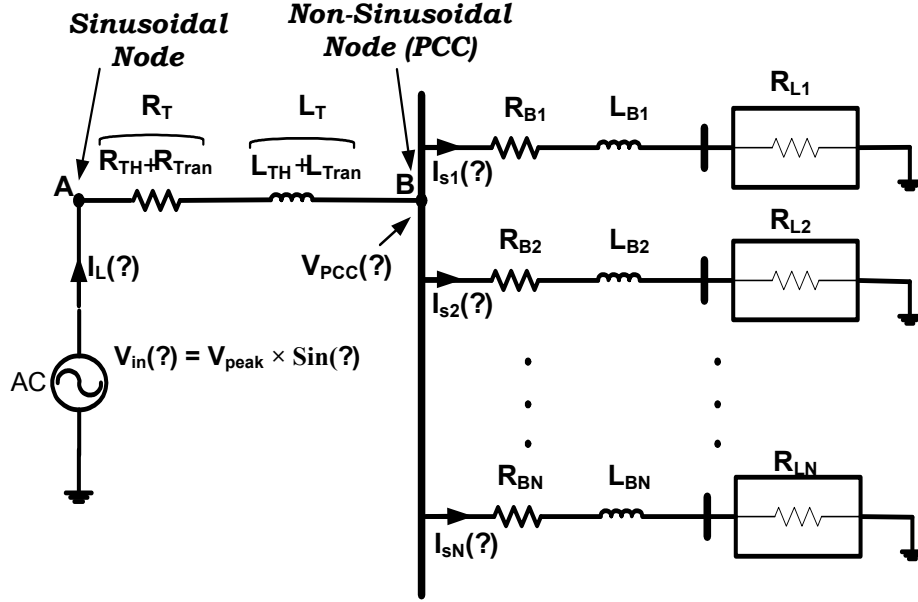 Sinusoidal
Node
Non-Sinusoidal
Node (PCC)
R_T
L_T
R_TH+R_Tran
L_TH+L_Tran
A
B
I_L(?)
V_PCC(?)
V_in(?) = V_peak × Sin(?)
AC
R_B1
L_B1
R_L1
I_s1(?)
R_B2
L_B2
R_L2
I_s2(?)
R_BN
L_BN
R_LN
I_sN(?)